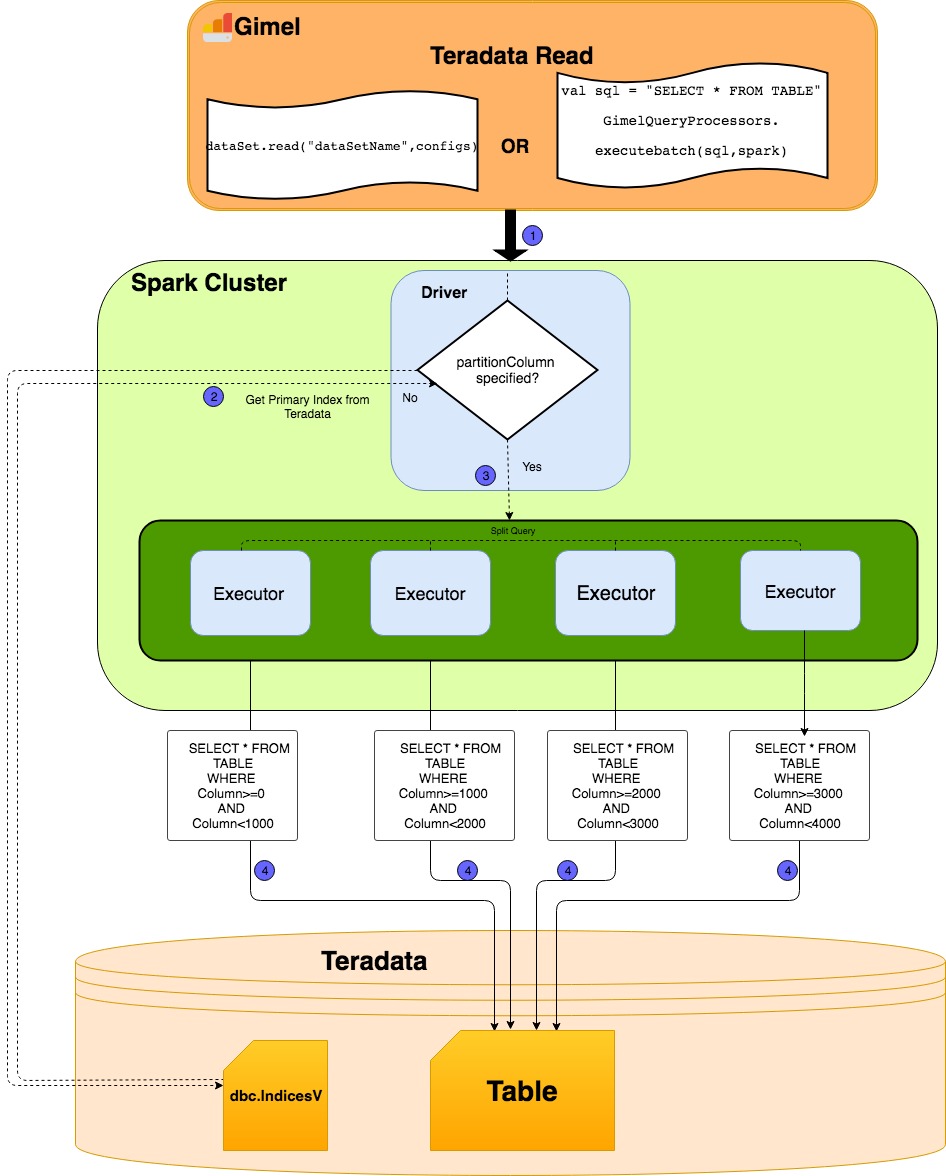 Gimel
Teradata Read
dataSet.read("dataSetName",configs)
OR
val sql = "SELECT * FROM TABLE"
GimelQueryProcessors.
executebatch(sql,spark)
1
Spark Cluster
Driver
partitionColumn
specified?
2
Get Primary Index from
Teradata
No
3
Yes
Split Query
Executor
Executor
Executor
Executor
SELECT * FROM
TABLE
WHERE
Column>=0
AND
Column<1000
SELECT * FROM
TABLE
WHERE
Column>=1000
AND
Column<2000
SELECT * FROM
TABLE
WHERE
Column>=2000
AND
Column<3000
SELECT * FROM
TABLE
WHERE
Column>=3000
AND
Column<4000
4
4
4
4
Teradata
dbc.IndicesV
Table